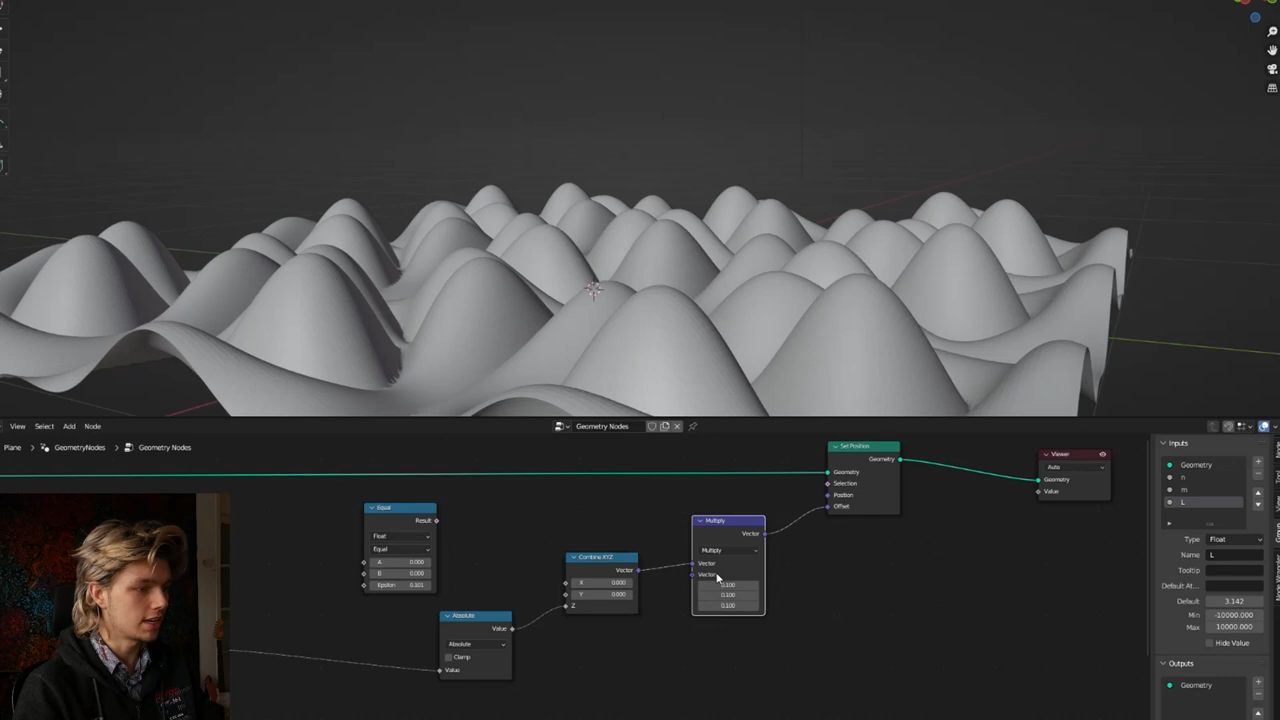 View Select Add Node
Geometry Nodes
Plane > GeometryNodes > Geometry Nodes
Set Position
Geometry
Geometry
Selection
Position
Offset
Viewer
Auto
Geometry
Value
Equal
Result
Float
Equal
A 0.000
B 0.000
Epsilon 0.101
Combine XYZ
Vector
X 0.000
Y 0.000
Z
Multiply
Vector
Multiply
Vector
Vector
0.100
0.100
0.100
Absolute
Value
Absolute
Clamp
Value
Inputs
Geometry
n
m
L
Type Float
Name L
Tooltip
Default At...
Default 3.142
Min -10000.000
Max 10000.000
Hide Value
Outputs
Geometry